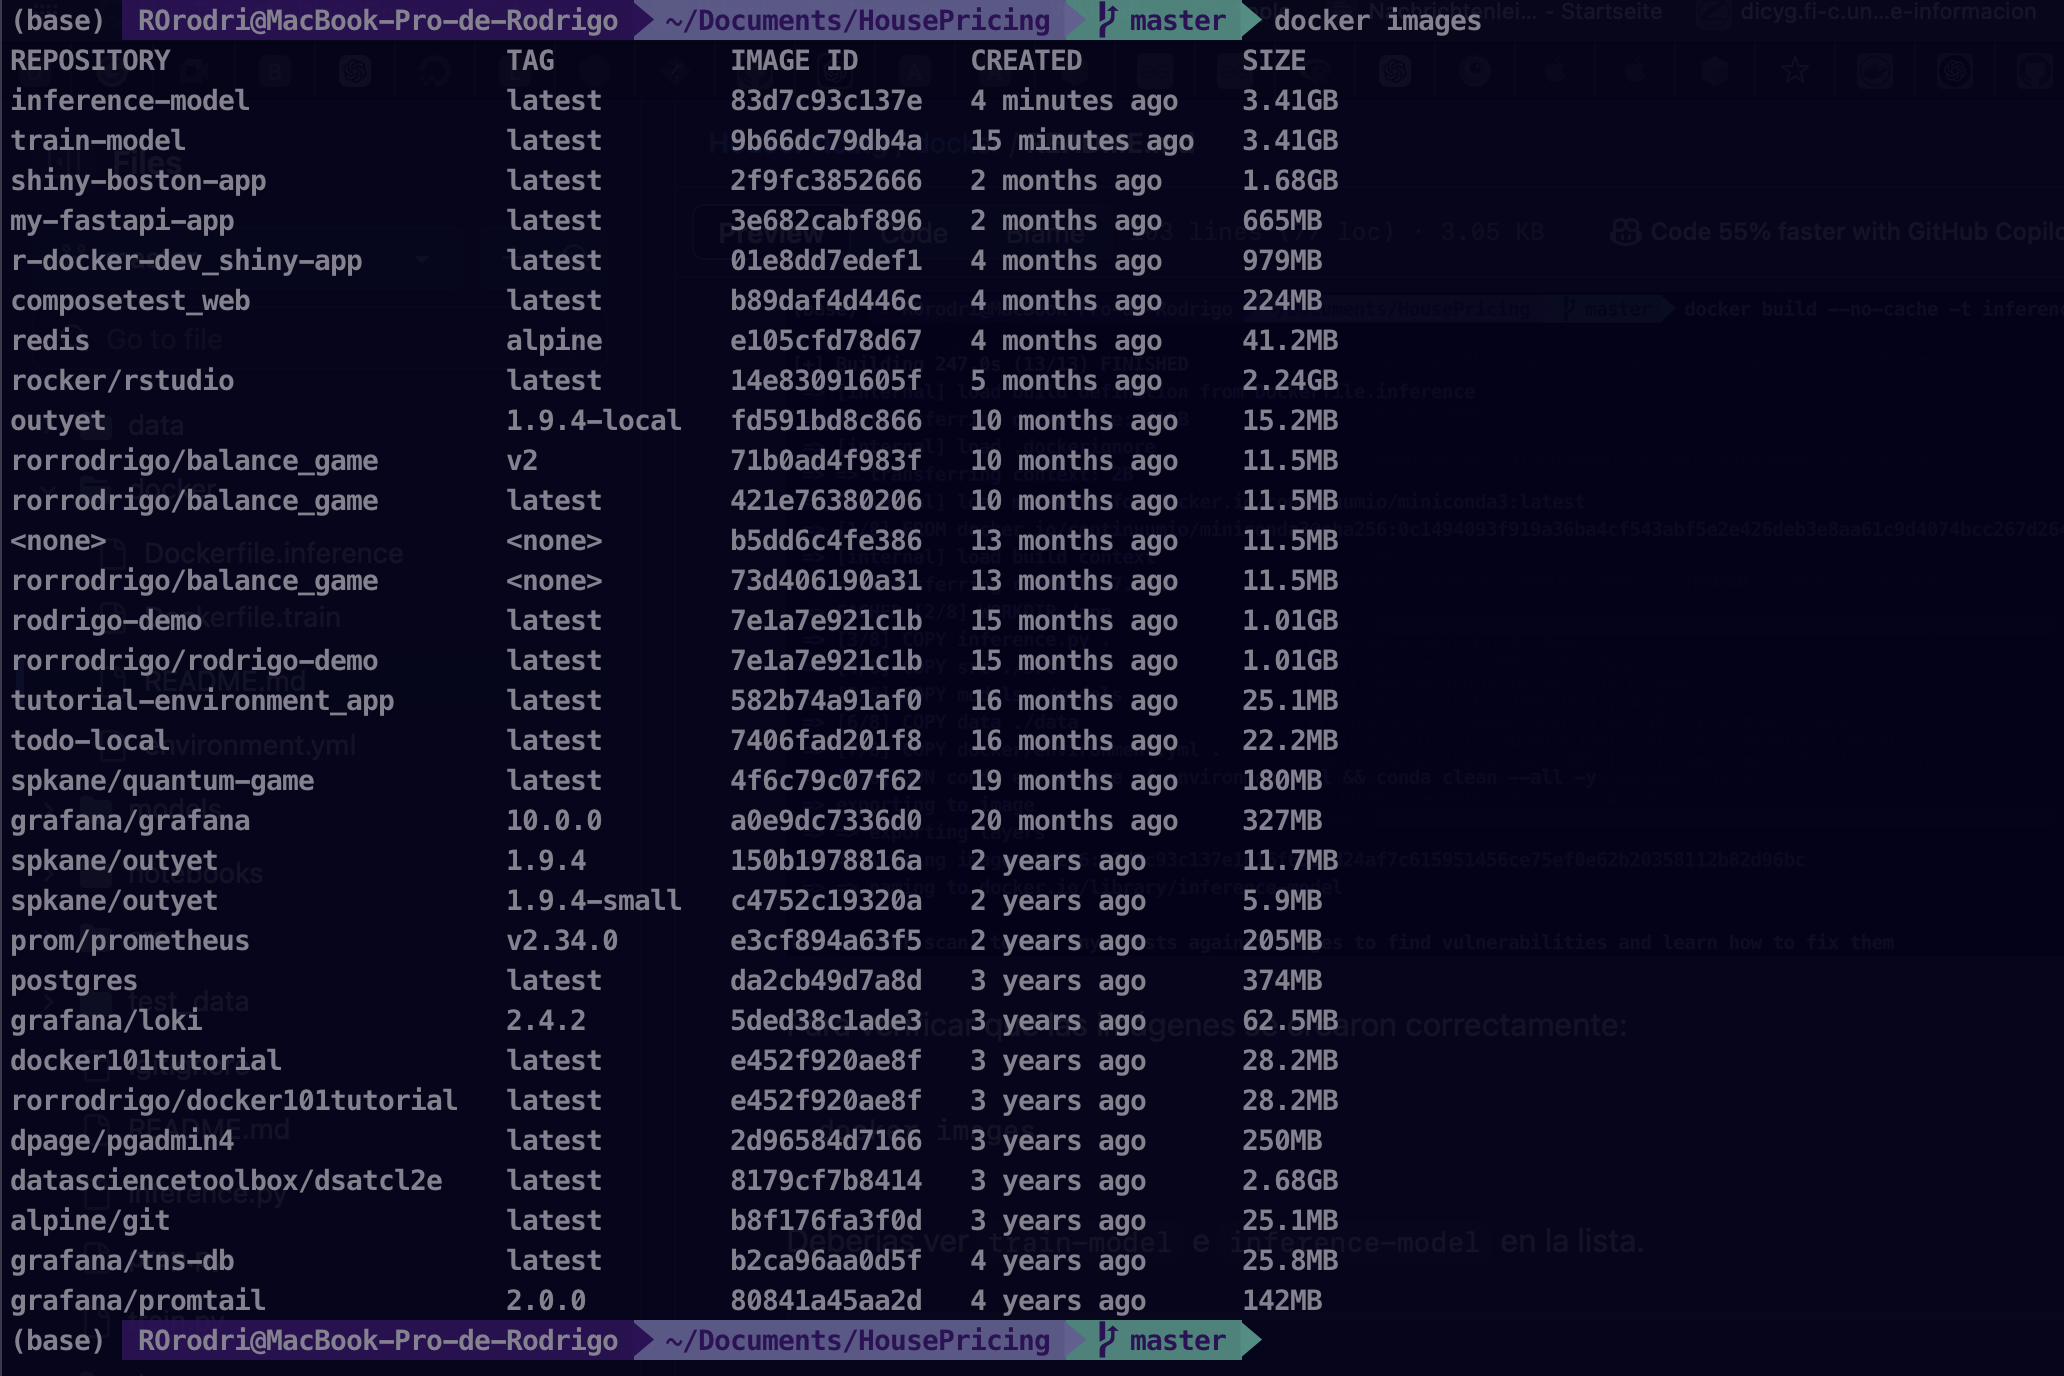 (base) ROrodri@MacBook-Pro-de-Rodrigo ~/Documents/HousePricing master docker images
REPOSITORY TAG IMAGE ID CREATED SIZE
inference-model latest 83d7c93c137e 4 minutes ago 3.41GB
train-model latest 9b66dc79db4a 15 minutes ago 3.41GB
shiny-boston-app latest 2f9fc3852666 2 months ago 1.68GB
my-fastapi-app latest 3e682cabf896 2 months ago 665MB
r-docker-dev_shiny-app latest 01e8dd7edef1 4 months ago 979MB
composetest_web latest b89daf4d446c 4 months ago 224MB
redis alpine e105cfd78d67 4 months ago 41.2MB
rocker/rstudio latest 14e83091605f 5 months ago 2.24GB
outyet 1.9.4-local fd591bd8c866 10 months ago 15.2MB
rorrodrigo/balance_game v2 71b0ad4f983f 10 months ago 11.5MB
rorrodrigo/balance_game latest 421e76380206 10 months ago 11.5MB
<none> <none> b5dd6c4fe386 13 months ago 11.5MB
rorrodrigo/balance_game <none> 73d406190a31 13 months ago 11.5MB
rodrigo-demo latest 7e1a7e921c1b 15 months ago 1.01GB
rorrodrigo/rodrigo-demo latest 7e1a7e921c1b 15 months ago 1.01GB
tutorial-environment_app latest 582b74a91af0 16 months ago 25.1MB
todo-local latest 7406fad201f8 16 months ago 22.2MB
spkane/quantum-game latest 4f6c79c07f62 19 months ago 180MB
grafana/grafana 10.0.0 a0e9dc7336d0 20 months ago 327MB
spkane/outyet 1.9.4 150b1978816a 2 years ago 11.7MB
spkane/outyet 1.9.4-small c4752c19320a 2 years ago 5.9MB
prom/prometheus v2.34.0 e3cf894a63f5 2 years ago 205MB
postgres latest da2cb49d7a8d 3 years ago 374MB
grafana/loki 2.4.2 5ded38c1ade3 3 years ago 62.5MB
docker101tutorial latest e452f920ae8f 3 years ago 28.2MB
rorrodrigo/docker101tutorial latest e452f920ae8f 3 years ago 28.2MB
dpage/pgadmin4 latest 2d96584d7166 3 years ago 250MB
datasciencetoolbox/dsatcl2e latest 8179cf7b8414 3 years ago 2.68GB
alpine/git latest b8f176fa3f0d 3 years ago 25.1MB
grafana/tns-db latest b2ca96aa0d5f 4 years ago 25.8MB
grafana/promtail 2.0.0 80841a45aa2d 4 years ago 142MB
(base) ROrodri@MacBook-Pro-de-Rodrigo ~/Documents/HousePricing master